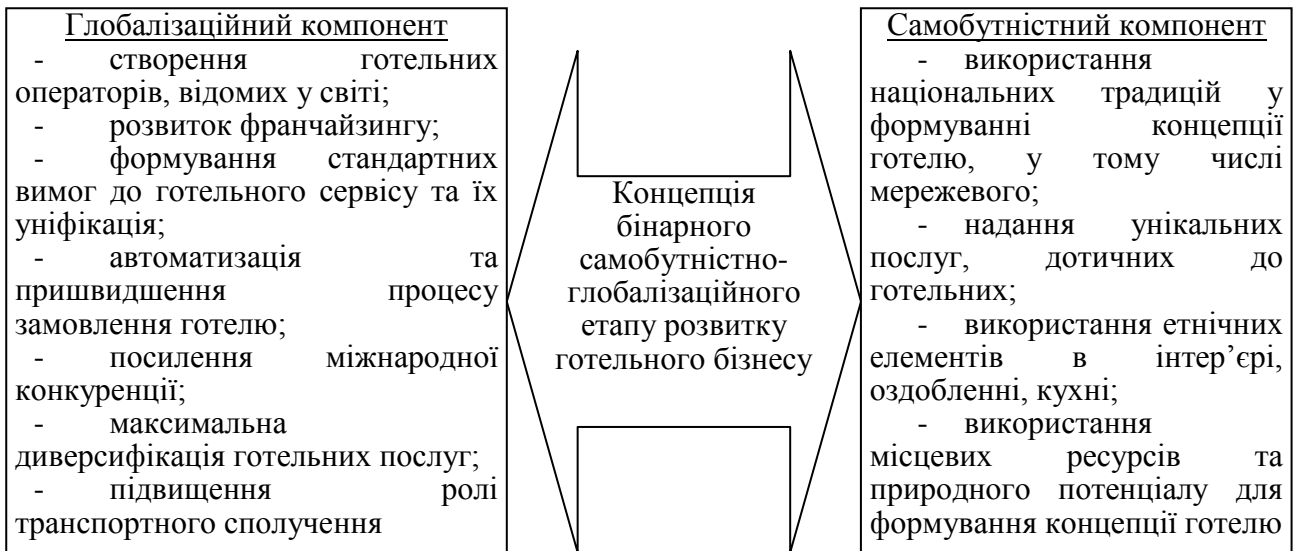 Глобалізаційний компонент
- створення готельних
операторів, відомих у світі;
- розвиток франчайзингу;
- формування стандартних
вимог до готельного сервісу та їх
уніфікація;
- автоматизація та
пришвидшення процесу
замовлення готелю;
- посилення міжнародної
конкуренції;
- максимальна
диверсифікація готельних послуг;
- підвищення ролі
транспортного сполучення
Концепція
бінарного
самобутністно-
глобалізаційного
етапу розвитку
готельного бізнесу
Самобутністний компонент
- використання
національних традицій у
формуванні концепції
готелю, у тому числі
мережевого;
- надання унікальних
послуг, дотичних до
готельних;
- використання етнічних
елементів в інтер’єрі,
оздобленні, кухні;
- використання
місцевих ресурсів та
природного потенціалу для
формування концепції готелю